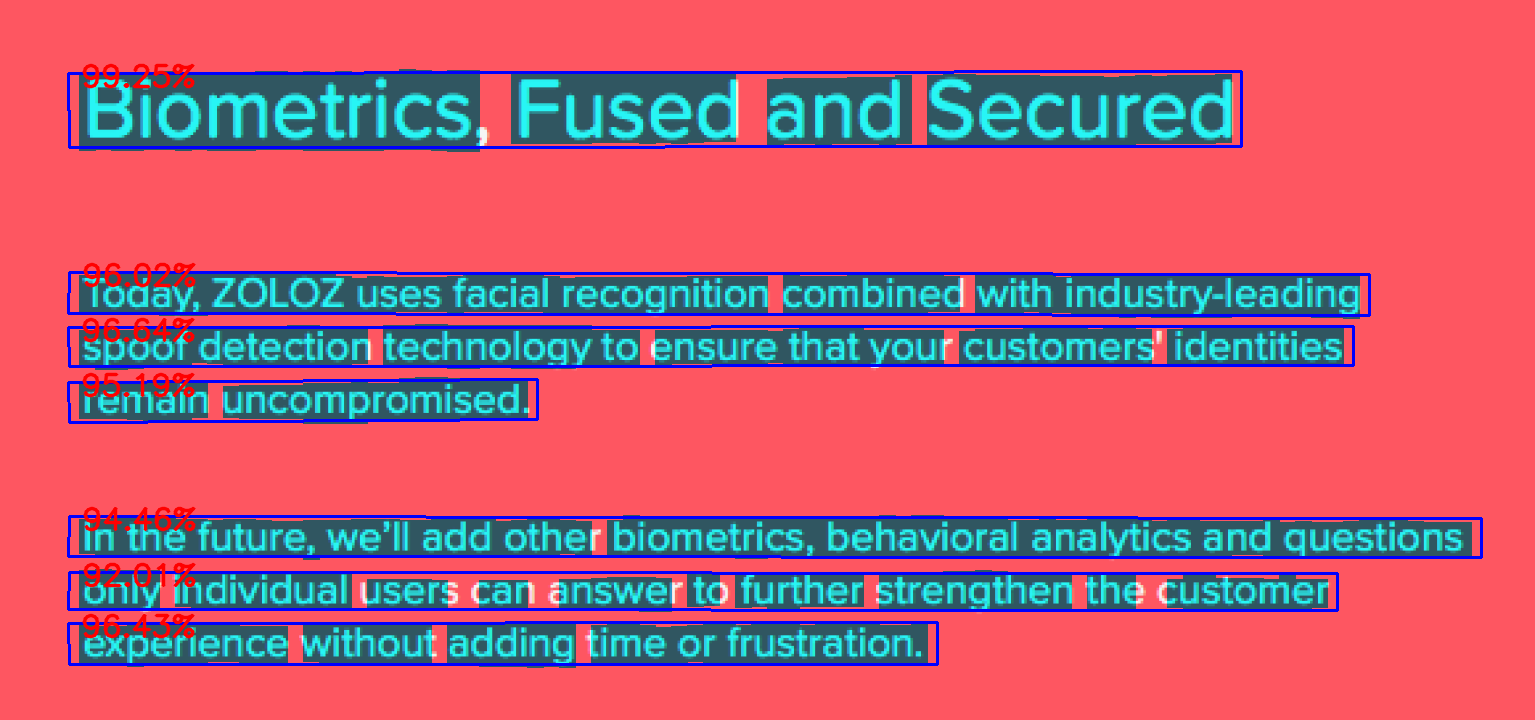 99.25%
Biometrics, Fused and Secured
96.02%
Today, ZOLOZ uses facial recognition combined with industry-leading
96.64%
spoof detection technology to ensure that your customers' identities
95.19%
remain uncompromised.
94.46%
In the future, we’ll add other biometrics, behavioral analytics and questions
92.01%
only individual users can answer to further strengthen the customer
96.43%
experience without adding time or frustration.